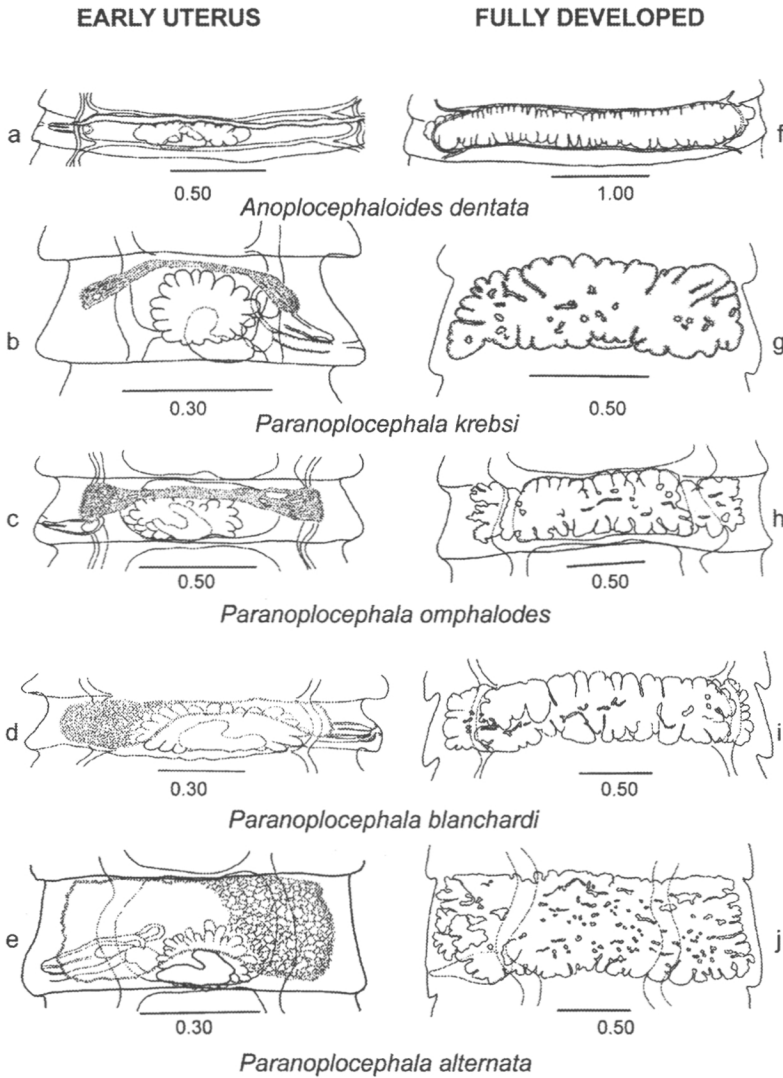 EARLY UTERUS FULLY DEVELOPED
a f
0.50 1.00
Anoplocephaloides dentata
b g
0.30 0.50
Paranoplocephala krebsi
c h
0.50 0.50
Paranoplocephala omphalodes
d i
0.30 0.50
Paranoplocephala blanchardi
e j
0.30 0.50
Paranoplocephala alternata